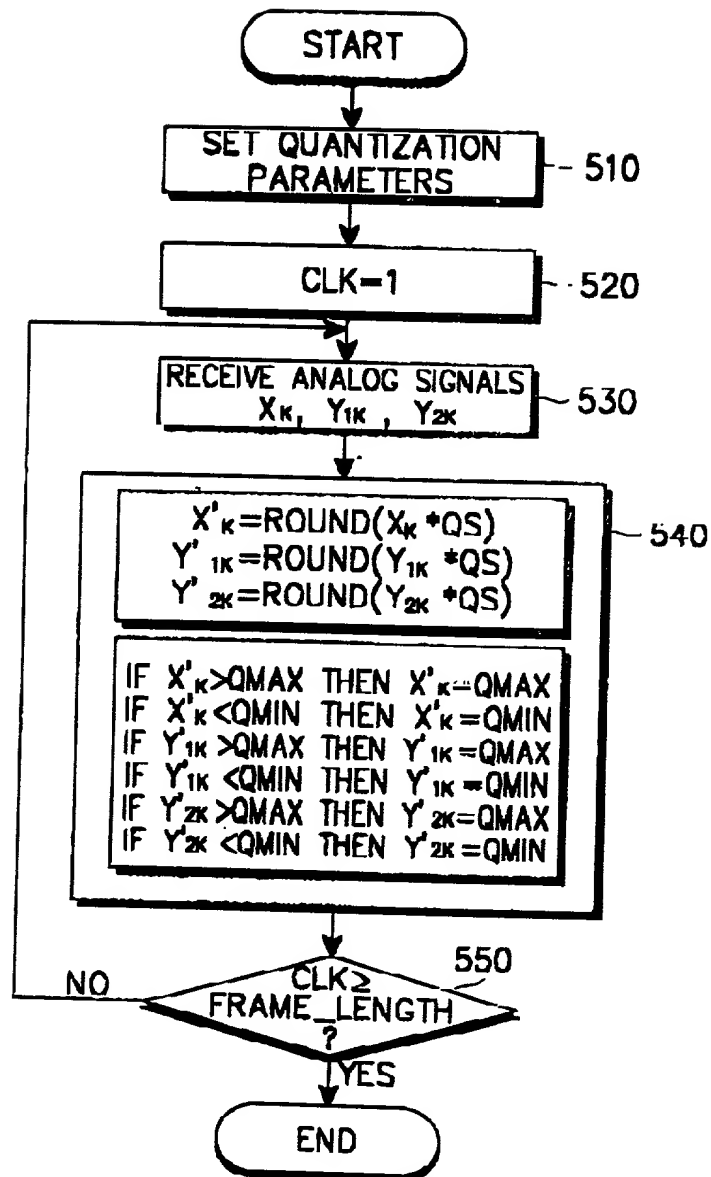 START
SET QUANTIZATION
PARAMETERS
510
CLK=1
520
RECEIVE ANALOG SIGNALS
XK, Y1K, Y2K
530
X'K=ROUND(XK*QS)
Y'1K=ROUND(Y1K*QS)
Y'2K=ROUND(Y2K*QS)
540
IF X'K>QMAX THEN X'K=QMAX
IF X'K<QMIN THEN X'K=QMIN
IF Y'1K>QMAX THEN Y'1K=QMAX
IF Y'1K<QMIN THEN Y'1K=QMIN
IF Y'2K>QMAX THEN Y'2K=QMAX
IF Y'2K<QMIN THEN Y'2K=QMIN
550
NO
CLK≥
FRAME_LENGTH
?
YES
END